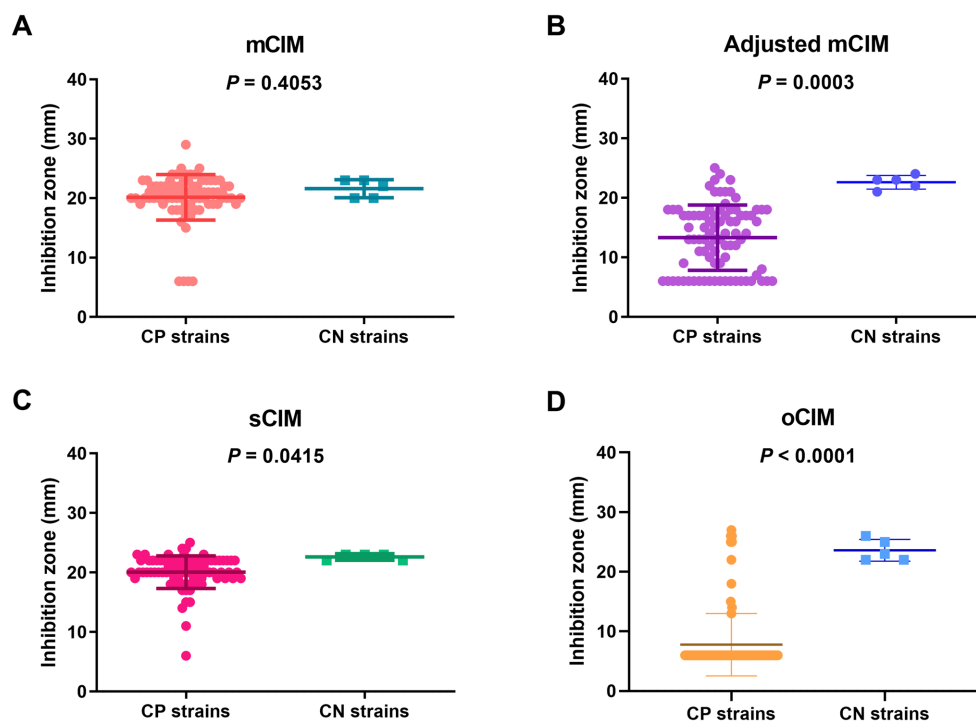 A
mCIM
P = 0.4053
Inhibition zone (mm)
40
30
20
10
0
CP strains
CN strains
B
Adjusted mCIM
P = 0.0003
Inhibition zone (mm)
40
30
20
10
0
CP strains
CN strains
C
sCIM
P = 0.0415
Inhibition zone (mm)
40
30
20
10
0
CP strains
CN strains
D
oCIM
P < 0.0001
Inhibition zone (mm)
40
30
20
10
0
CP strains
CN strains